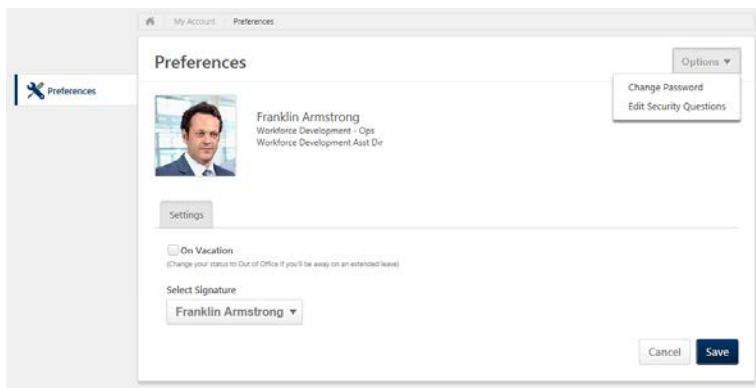 My Account Preferences
Preferences
Options
Preferences
Change Password
Edit Security Questions
Franklin Armstrong
Workforce Development - Ops
Workforce Development Asst Dir
Settings
On Vacation
(Change your status to Out of Office if you'll be away on an extended leave)
Select Signature
Franklin Armstrong
Cancel Save